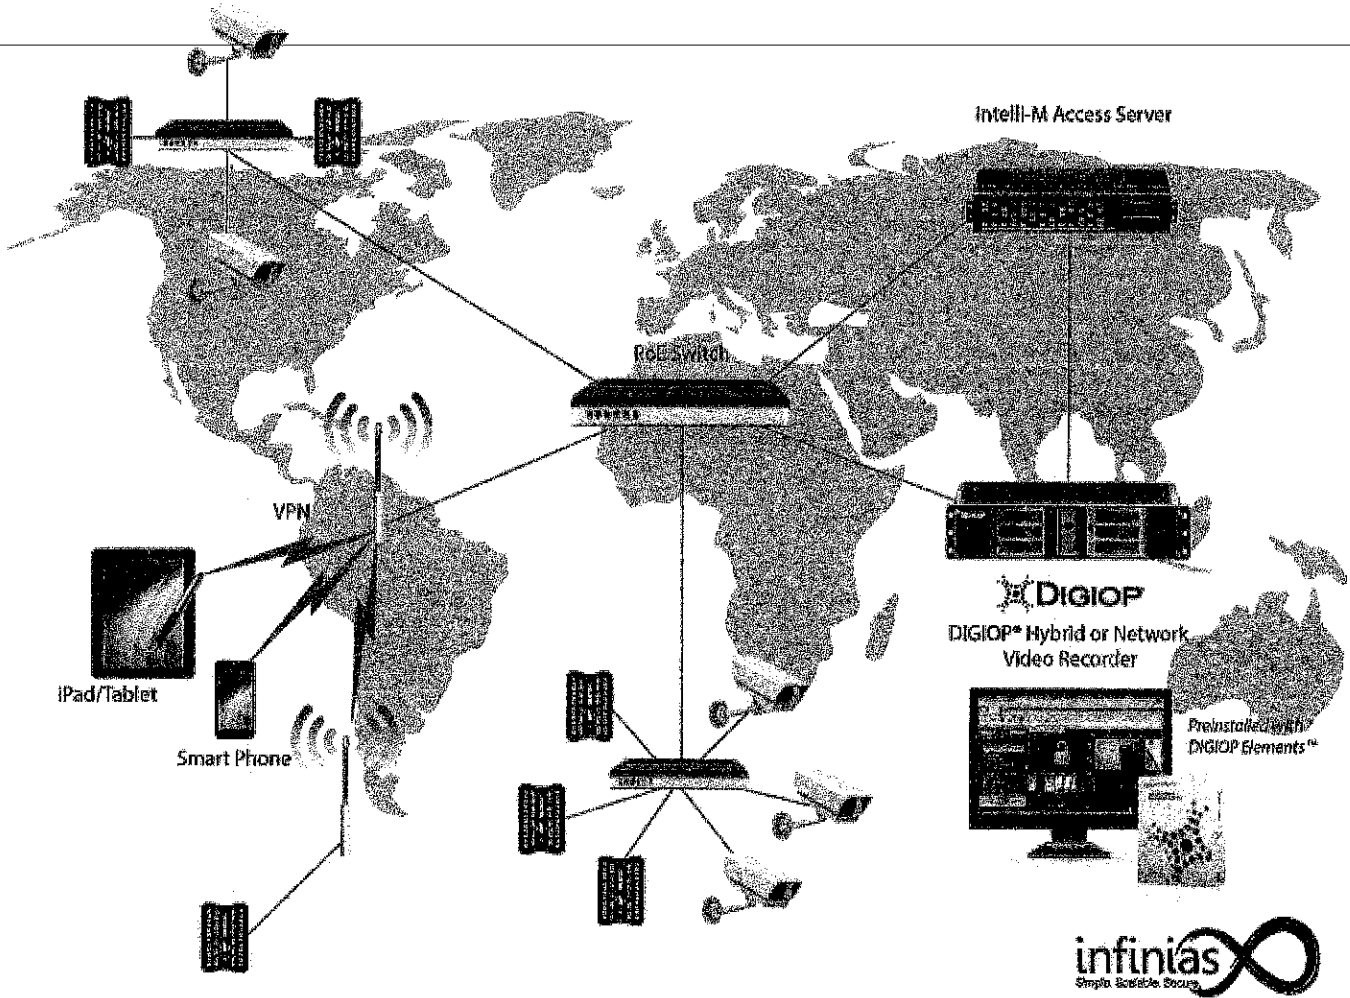 Intelli-M Access Server
PoE Switch
VPN
DIGIOP
DIGIOP® Hybrid or Network
Video Recorder
iPad/Tablet
Smart Phone
Preinstalled with
DIGIOP Elements™
infinias
Simple. Scalable. Secure.